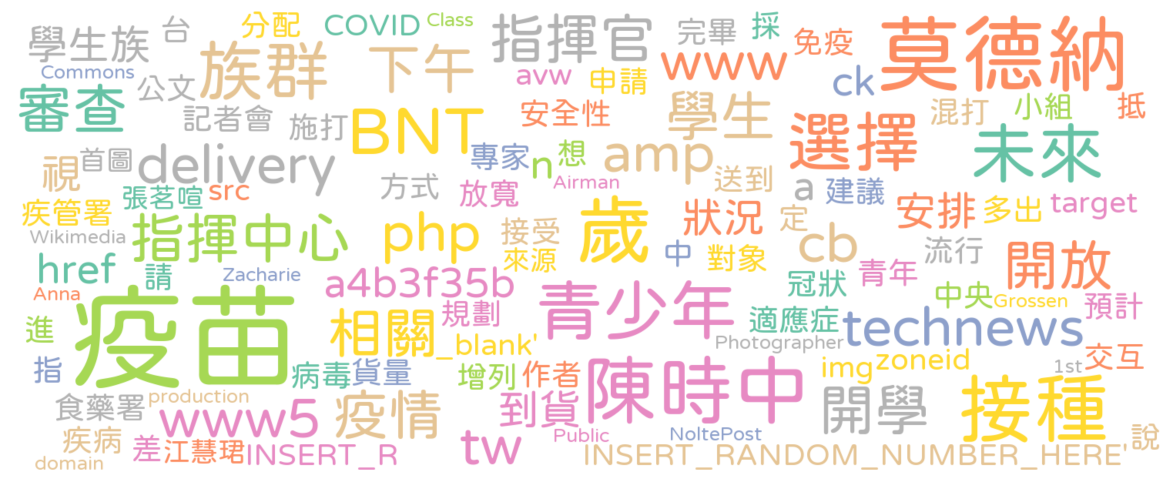 學生族 台 分配 COVID Class 指揮官 完畢 採 莫德納
Commons 族群 下午 avw 申請 www 免疫 ck
審查 公文 記者會 施打 BNT 安全性 學生 選擇 混打 小組 抵
視 首圖 delivery 專家 n 想 amp 送到 a 建議 未來
疾管署 張茗喧 src 方式 放寬 Airman 歲 狀況 定 安排 多出 target
Wikimedia 指揮中心 php 接受 來源 中 對象 cb 流行
href 請 Zacharie a4b3f35b 青少年 冠狀 青年 開放
Anna 疫苗 相關 規劃 適應症 中央 Grossen 預計
進 _blank' Photographer technews
指 病毒 貨量 增列 作者 陳時中 img zoneid 1st 交互
食藥署 production www5 疫情 到貨 開學 接種
疾病 差 江慧珺 INSERT_R tw Public NoltePost INSERT_RANDOM_NUMBER_HERE' 說
domain